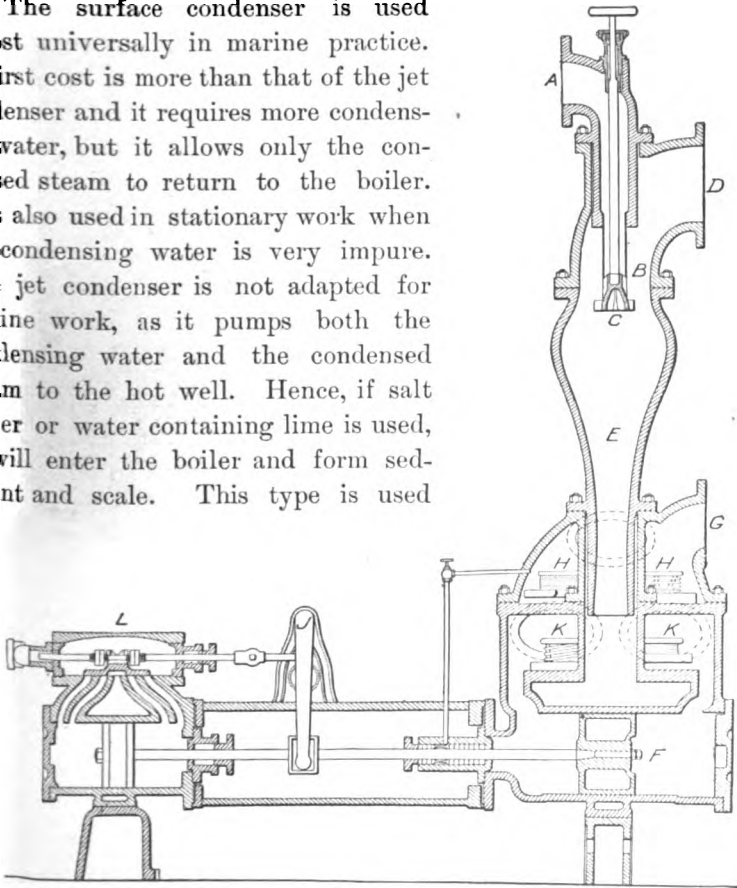 The surface condenser is used
ost universally in marine practice.
irst cost is more than that of the jet
lenser and it requires more condens-
vater, but it allows only the con-
sed steam to return to the boiler.
s also used in stationary work when
condensing water is very impure.
jet condenser is not adapted for
ine work, as it pumps both the
densing water and the condensed
m to the hot well. Hence, if salt
er or water containing lime is used,
vill enter the boiler and form sed-
nt and scale. This type is used
A
D
B
C
E
G
H H
L
J
K K
F